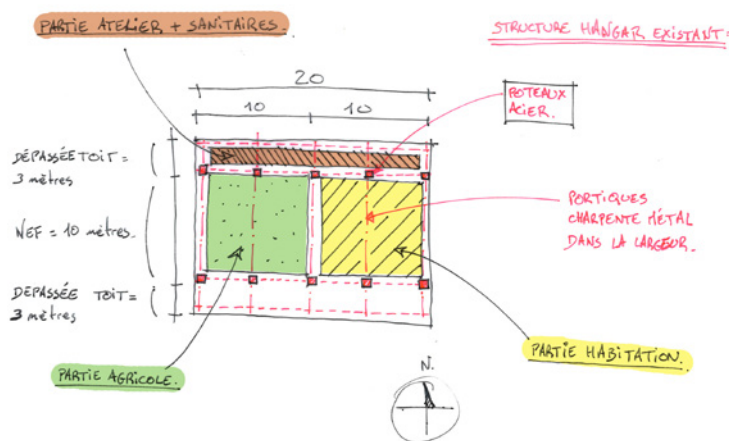 PARTIE ATELIER + SANITAIRES.
STRUCTURE HANGAR EXISTANT=
20
10 10
POTEAUX
ACIER.
DÉPASSÉE TOIT =
3 mètres
NEF = 10 mètres.
PORTIQUES
CHARPENTE MÉTAL
DANS LA LARGEUR.
DÉPASSÉE TOIT=
3 mètres
PARTIE HABITATION.
PARTIE AGRICOLE.
N.